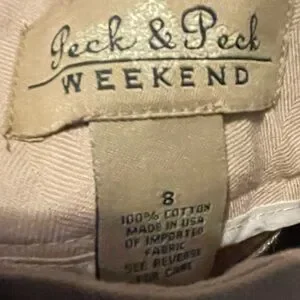 Peck & Peck
WEEKEND
8
100% COTTON
MADE IN USA
OF IMPORTED
FABRIC
SEE REVERSE
FOR CARE